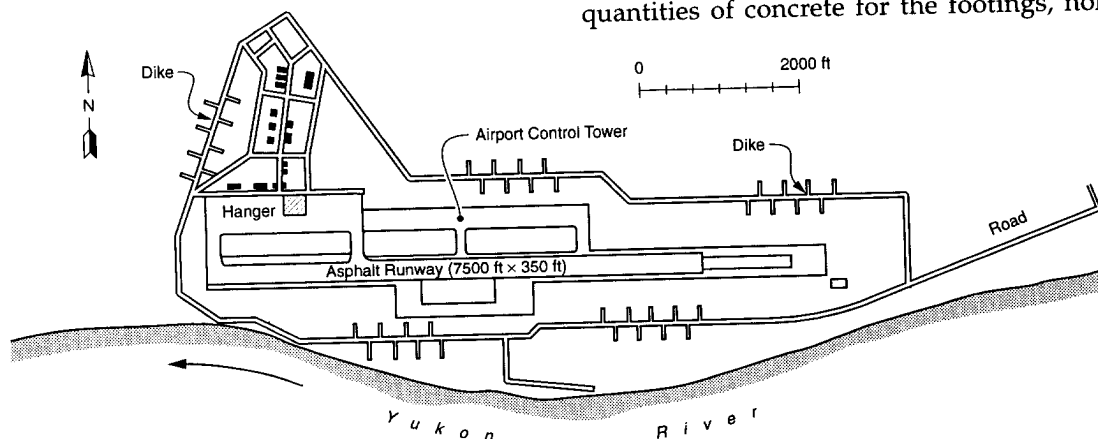 quantities of concrete for the footings, nor
0 2000 ft
Dike
N
Airport Control Tower
Dike
Hanger
Road
Asphalt Runway (7500 ft × 350 ft)
Yukon River